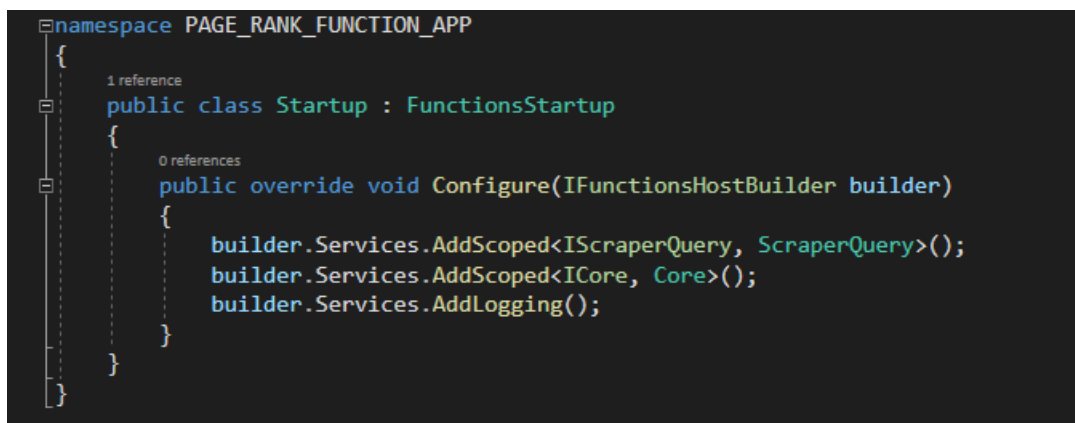 namespace PAGE_RANK_FUNCTION_APP
{
1 reference
public class Startup : FunctionsStartup
{
0 references
public override void Configure(IFunctionsHostBuilder builder)
{
builder.Services.AddScoped<IScraperQuery, ScraperQuery>();
builder.Services.AddScoped<ICore, Core>();
builder.Services.AddLogging();
}
}
}